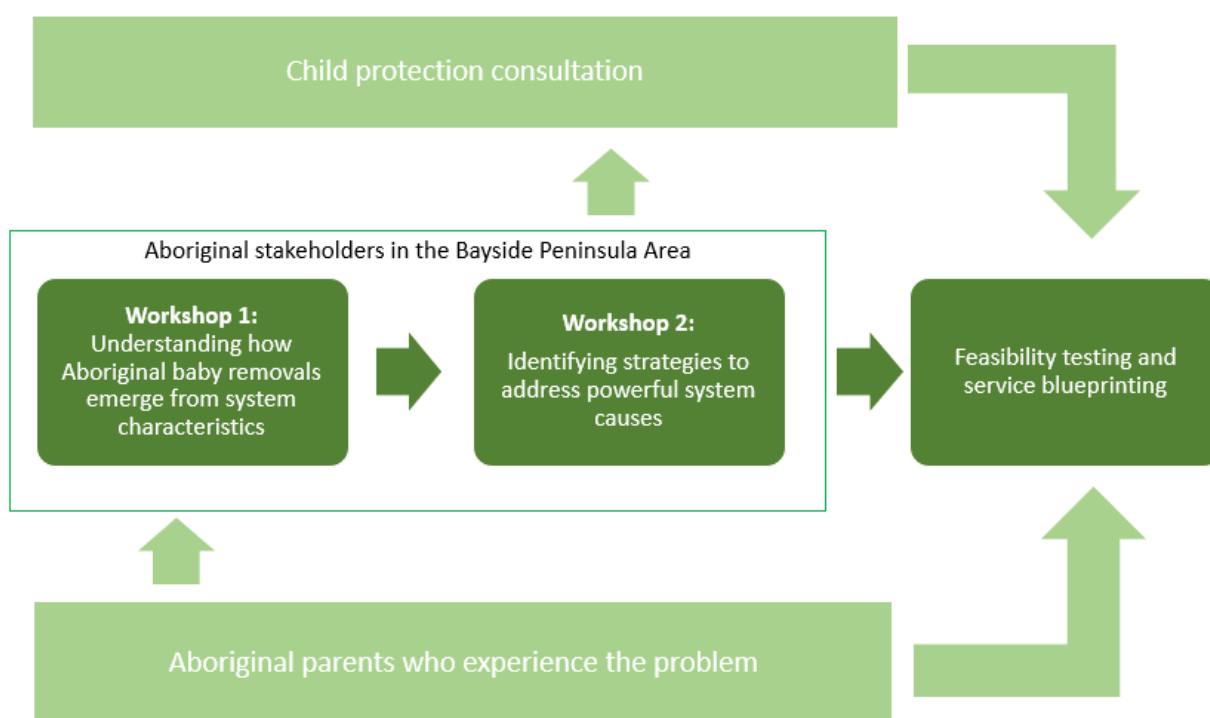 Child protection consultation
Aboriginal stakeholders in the Bayside Peninsula Area
Workshop 1:
Understanding how
Aboriginal baby removals
emerge from system
characteristics
Workshop 2:
Identifying strategies to
address powerful system
causes
Feasibility testing and
service blueprinting
Aboriginal parents who experience the problem